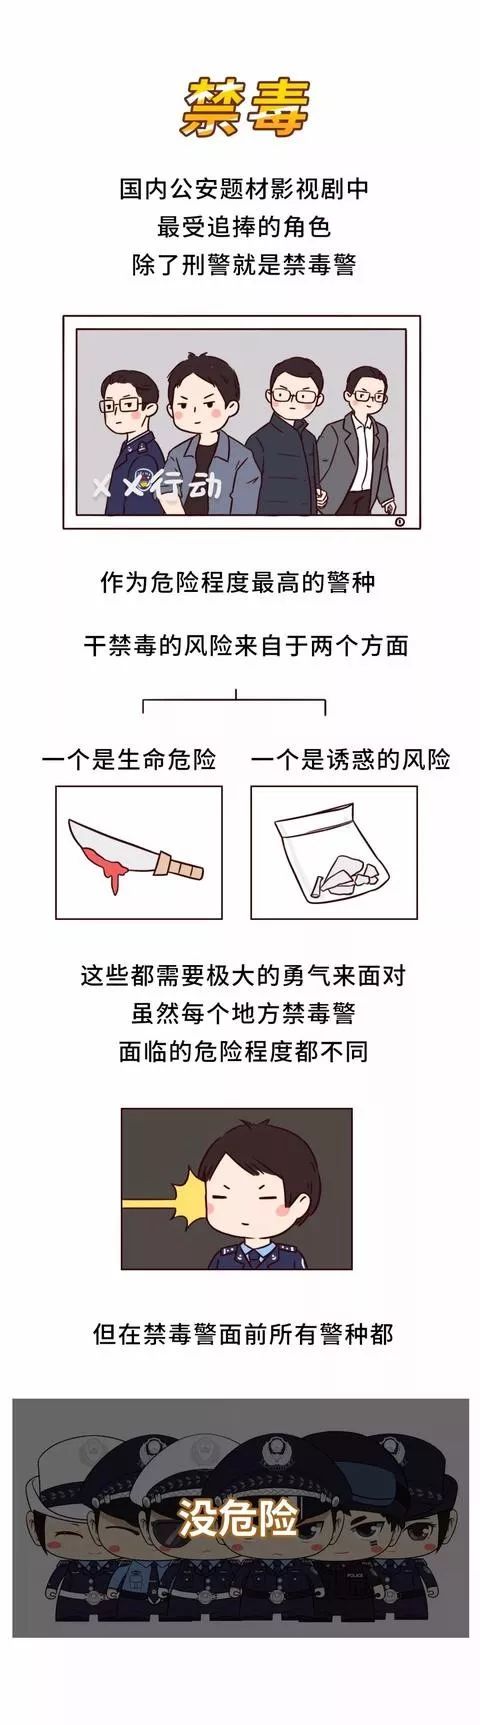 禁毒
国内公安题材影视剧中
最受追捧的角色
除了刑警就是禁毒警
××行动
作为危险程度最高的警种
干禁毒的风险来自于两个方面
一个是生命危险
一个是诱惑的风险
这些都需要极大的勇气来面对
虽然每个地方禁毒警
面临的危险程度都不同
但在禁毒警面前所有警种都
没危险
POLICE